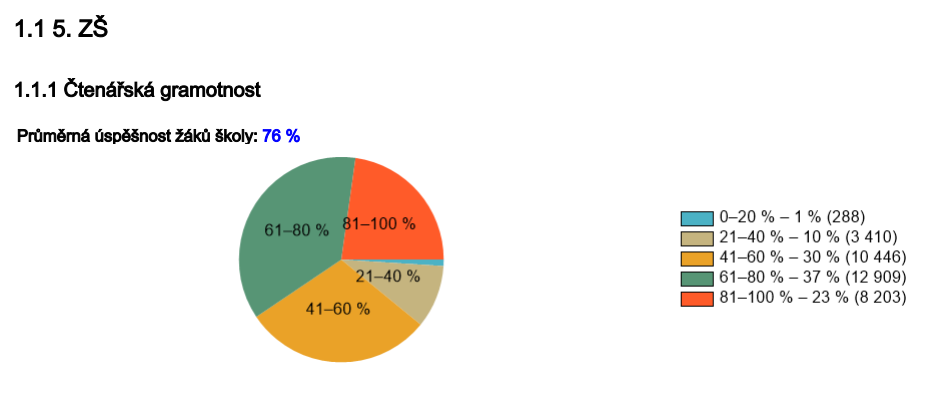 1.1 5. ZŠ
1.1.1 Čtenářská gramotnost
Průměrná úspěšnost žáků školy: 76 %
81–100 %
61–80 %
21–40 %
41–60 %
0–20 % – 1 % (288)
21–40 % – 10 % (3 410)
41–60 % – 30 % (10 446)
61–80 % – 37 % (12 909)
81–100 % – 23 % (8 203)